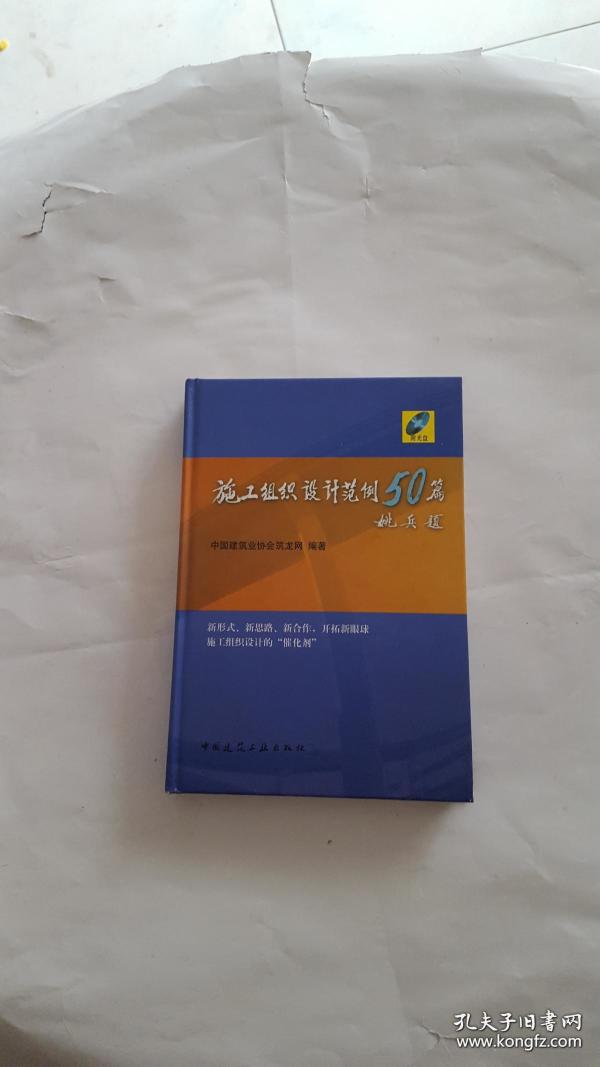 附光盘
施工组织设计范例50篇
姚兵题
中国建筑业协会筑龙网 编著
新形式、新思路、新合作，开拓新眼球
施工组织设计的“催化剂”
中国建筑工业出版社
孔夫子旧书网
www.kongfz.com